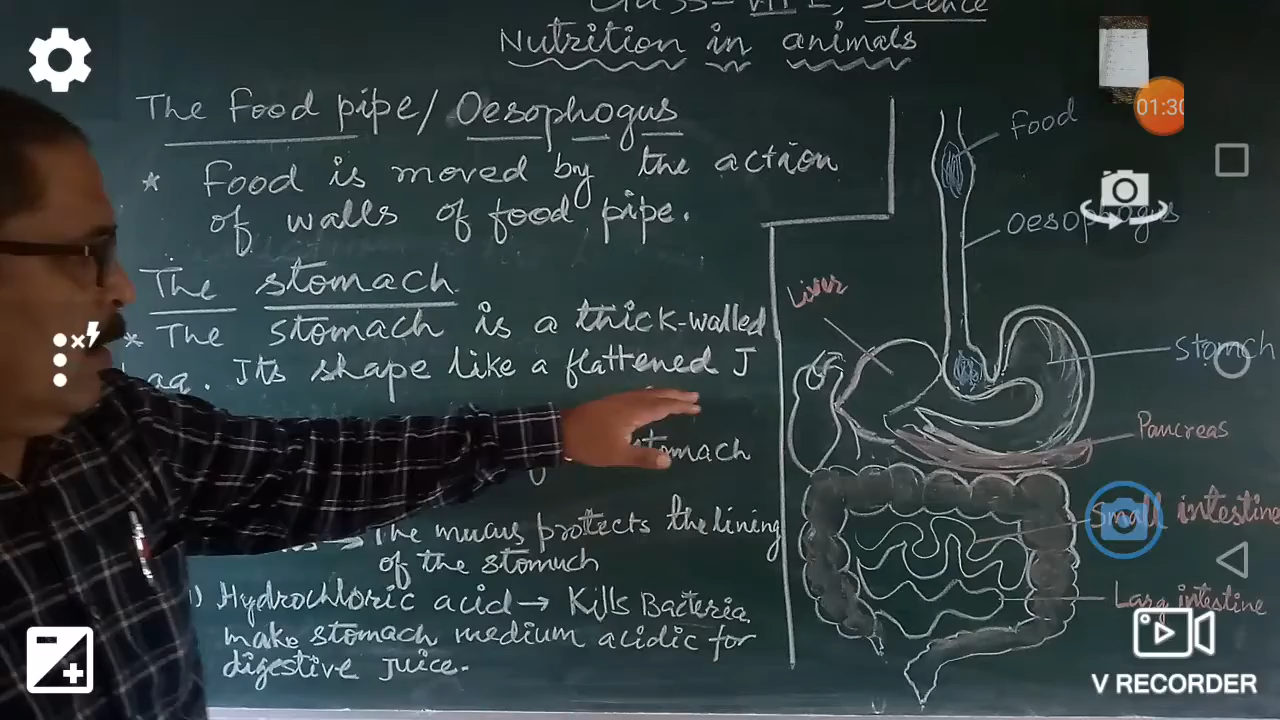 Science
Nutrition in animals
The Food pipe/Oesophogus
* Food is moved by the action
of walls of food pipe.
The stomach
* The stomach is a thick-walled
Its shape like a flattened J
stomach
→ The mucus protects the lining
of the stomuch
Hydrochloric acid → Kills Bacteria
make stomach medium acidic for
digestive juice.
Food
Oesophogus
Liver
stomch
Pancreas
Small intestine
Larg intestine
01:30
V RECORDER